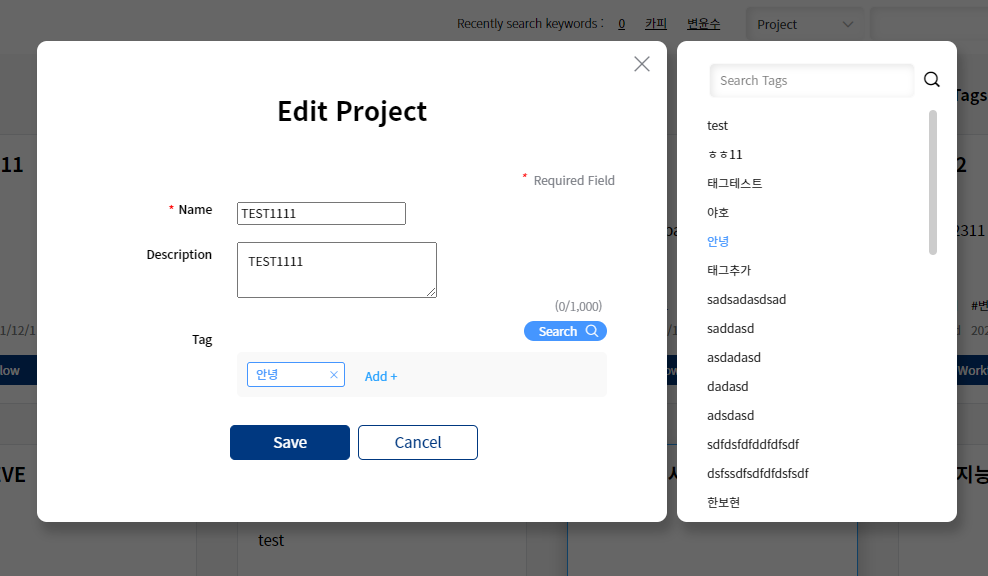 Recently search keywords : 0 카피 변윤수 Project
Edit Project
* Required Field
* Name TEST1111
Description TEST1111
(0/1,000)
Tag Search
안녕 × Add +
Save Cancel
Search Tags
test
ㅎㅎ11
태그테스트
야호
안녕
태그추가
sadsadasdsad
saddasd
asdadasd
dadasd
adsdasd
sdfdsfdfddfdfsdf
dsfssdfsdfdfdsfsdf
한보현
Tags
11
2
2311
#변
1/12/1
202
low
Work
EVE
지능
test